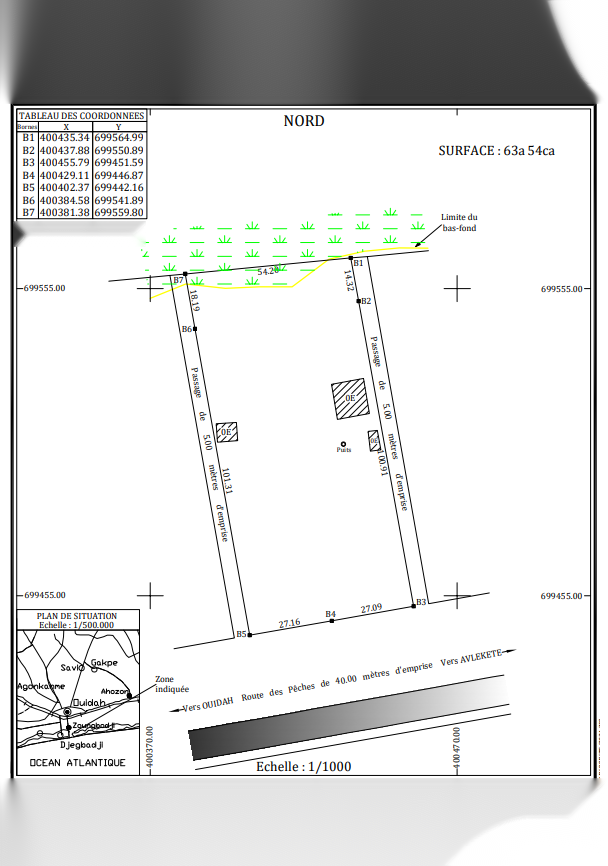 TABLEAU DES COORDONNEES
Bornes X Y
B1 400435.34 699564.99
B2 400437.88 699550.89
B3 400455.79 699451.59
B4 400429.11 699446.87
B5 400402.37 699442.16
B6 400384.58 699541.89
B7 400381.38 699559.80
NORD
SURFACE : 63a 54ca
Limite du
bas-fond
54.20
B1
B7
14.32
18.19
B2
B6
699555.00
699555.00
Passage de 5.00 mètres d'emprise
Passage de 5.00 mètres d'emprise
0E
0E
0E
Puits
101.31
100.91
699455.00
699455.00
B3
B4
B5
27.16
27.09
PLAN DE SITUATION
Echelle : 1/500.000
Savi
Gakpe
Agonkanme
Ahozon
Ouidah
Zoungbodji
Djegbadji
OCEAN ATLANTIQUE
Zone
indiquée
Vers OUIDAH Route des Pêches de 40.00 mètres d'emprise Vers AVLEKETE
400370.00
400470.00
Echelle : 1/1000